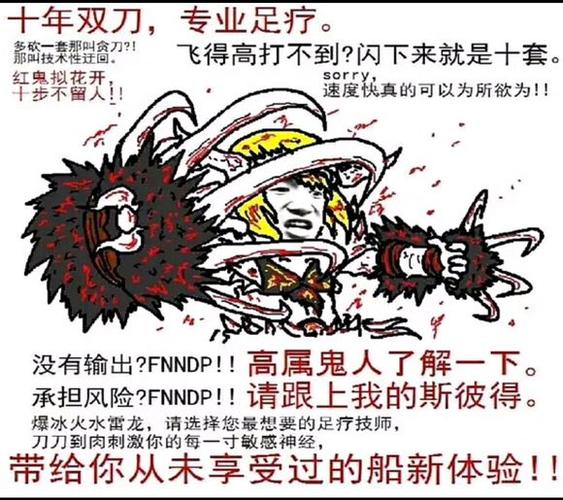 十年双刀，专业足疗。
多砍一套那叫贪刀?!
那叫技术性迂回。
飞得高打不到?闪下来就是十套。
红鬼拟花开，
十步不留人!!
sorry,
速度快真的可以为所欲为!!
没有输出?FNNDP!!高属鬼人了解一下。
承担风险?FNNDP!!请跟上我的斯彼得。
爆冰火水雷龙，请选择您最想要的足疗技师，
刀刀到肉刺激你的每一寸敏感神经，
带给你从未享受过的船新体验!!